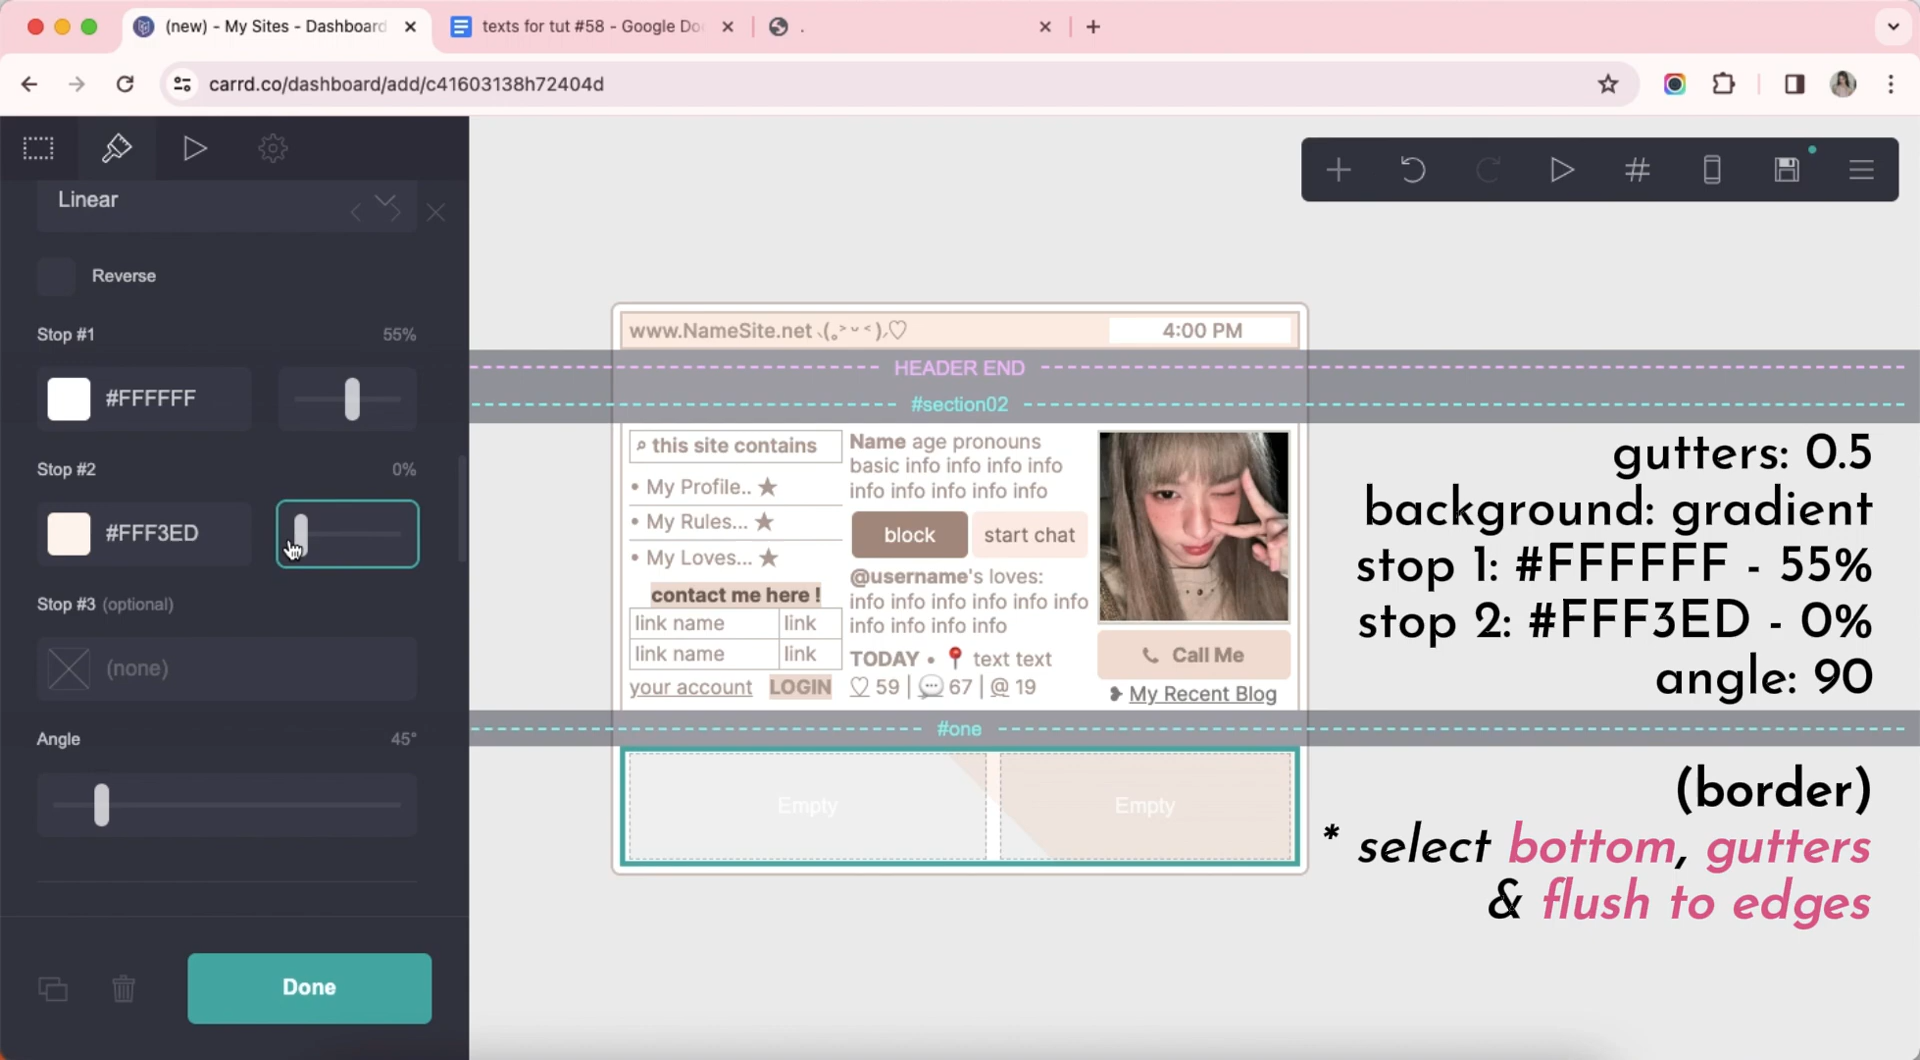 (new) - My Sites - Dashboard
texts for tut #58 - Google Do
.
carrd.co/dashboard/add/c41603138h72404d
Linear
Reverse
Stop #1 55%
#FFFFFF
Stop #2 0%
#FFF3ED
Stop #3 (optional)
(none)
Angle 45°
Done
www.NameSite.net ⸜(｡˃ ᵕ ˂ )⸝♡ 4:00 PM
HEADER END
#section02
⌕ this site contains
• My Profile.. ★
• My Rules... ★
• My Loves... ★
contact me here !
link name link
link name link
your account LOGIN
Name age pronouns
basic info info info info
info info info info info
block start chat
@username's loves:
info info info info info info
info info info info
TODAY • 📍 text text
♡ 59 | 💬 67 | @ 19
📞 Call Me
❥ My Recent Blog
#one
Empty Empty
gutters: 0.5
background: gradient
stop 1: #FFFFFF - 55%
stop 2: #FFF3ED - 0%
angle: 90
(border)
* select bottom, gutters
& flush to edges